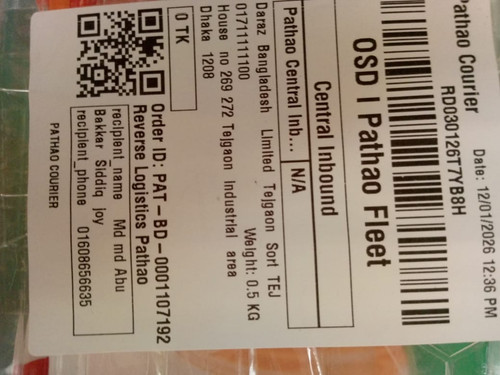 Pathao Courier
Date: 12/01/2026 12:36 PM
RD030126T7YB8H
OSD | Pathao Fleet
Central Inbound
Pathao Central Inb... N/A
Daraz Bangladesh Limited Tejgaon Sort TEJ
01711111100
Weight: 0.5 KG
House no 269 272 Tejgaon Industrial area
Dhaka 1208
0 TK
Order ID: PAT-BD-0001107192
Reverse Logistics Pathao
recipient_name Md md Abu
Bakkar Siddiq joy
recipient_phone 01608656635
PATHAO COURIER